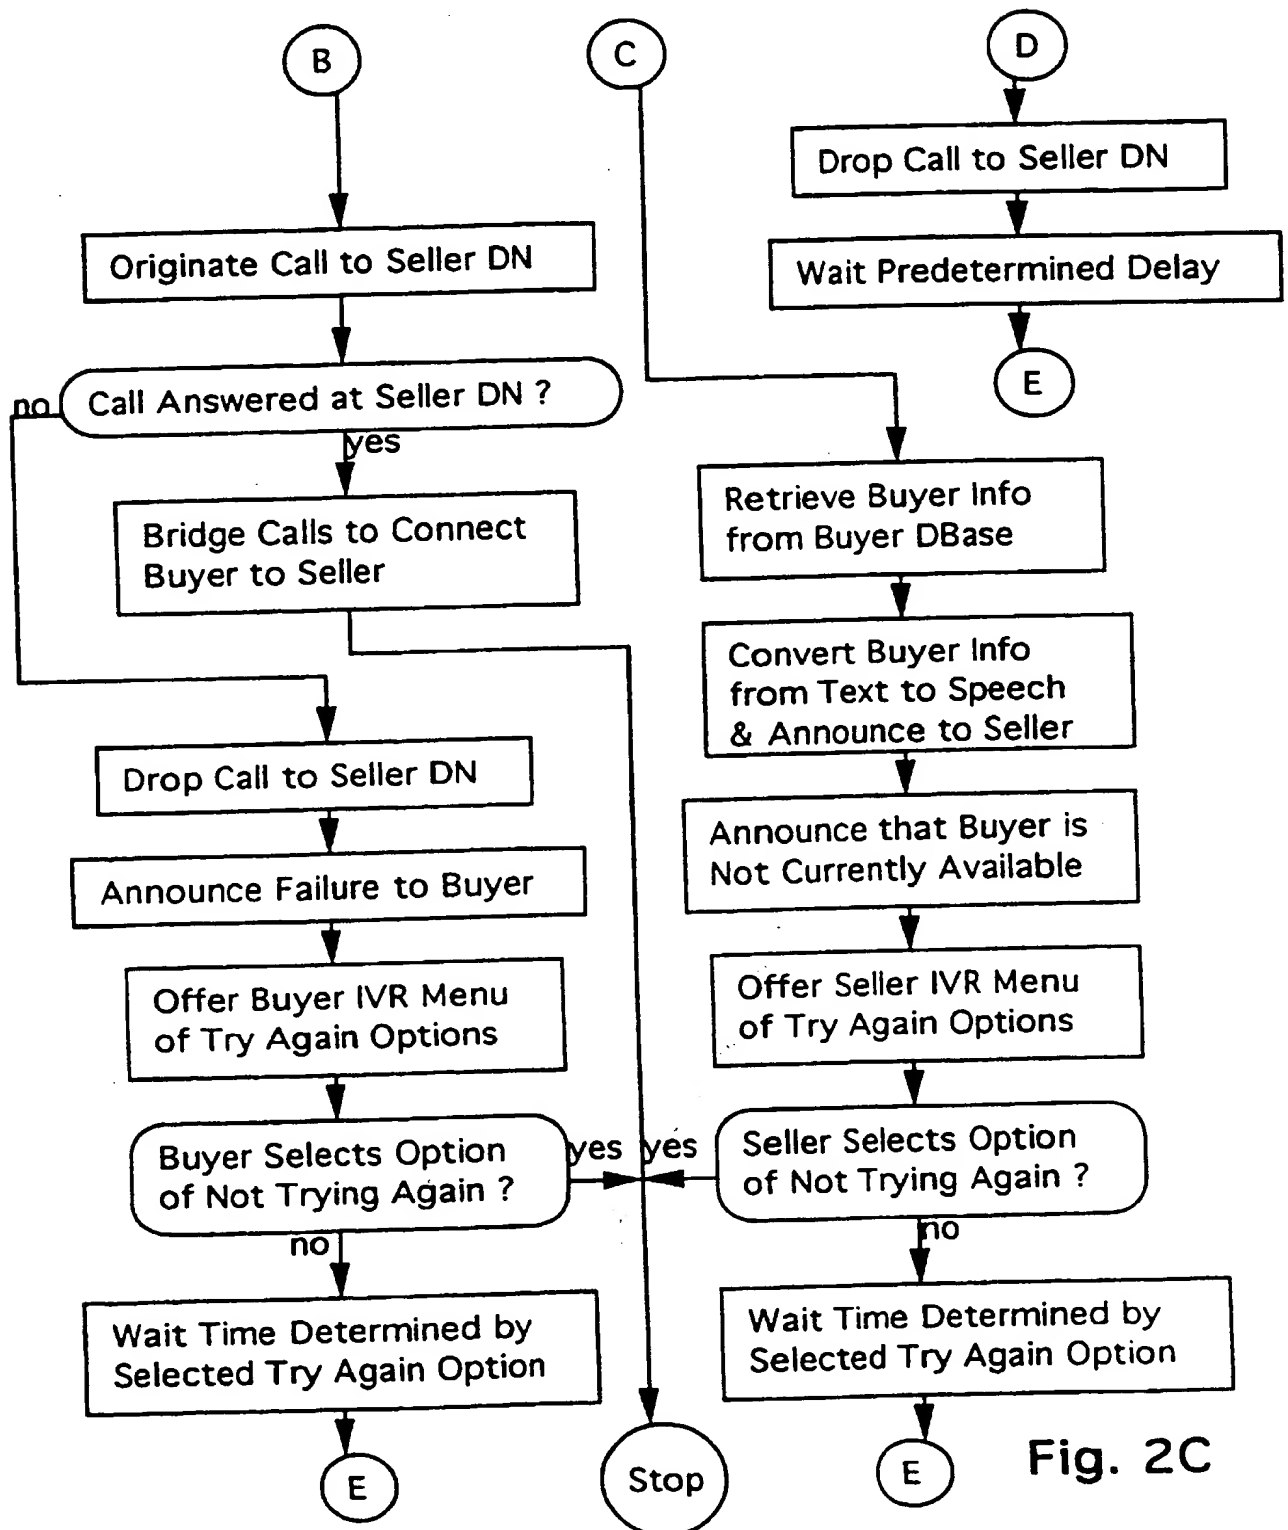 B
Originate Call to Seller DN
Call Answered at Seller DN ?
no
yes
Bridge Calls to Connect
Buyer to Seller
Drop Call to Seller DN
Announce Failure to Buyer
Offer Buyer IVR Menu
of Try Again Options
Buyer Selects Option
of Not Trying Again ?
yes
no
Wait Time Determined by
Selected Try Again Option
E
C
Retrieve Buyer Info
from Buyer DBase
Convert Buyer Info
from Text to Speech
& Announce to Seller
Announce that Buyer is
Not Currently Available
Offer Seller IVR Menu
of Try Again Options
Seller Selects Option
of Not Trying Again ?
yes
no
Wait Time Determined by
Selected Try Again Option
E
Stop
D
Drop Call to Seller DN
Wait Predetermined Delay
E
Fig. 2C